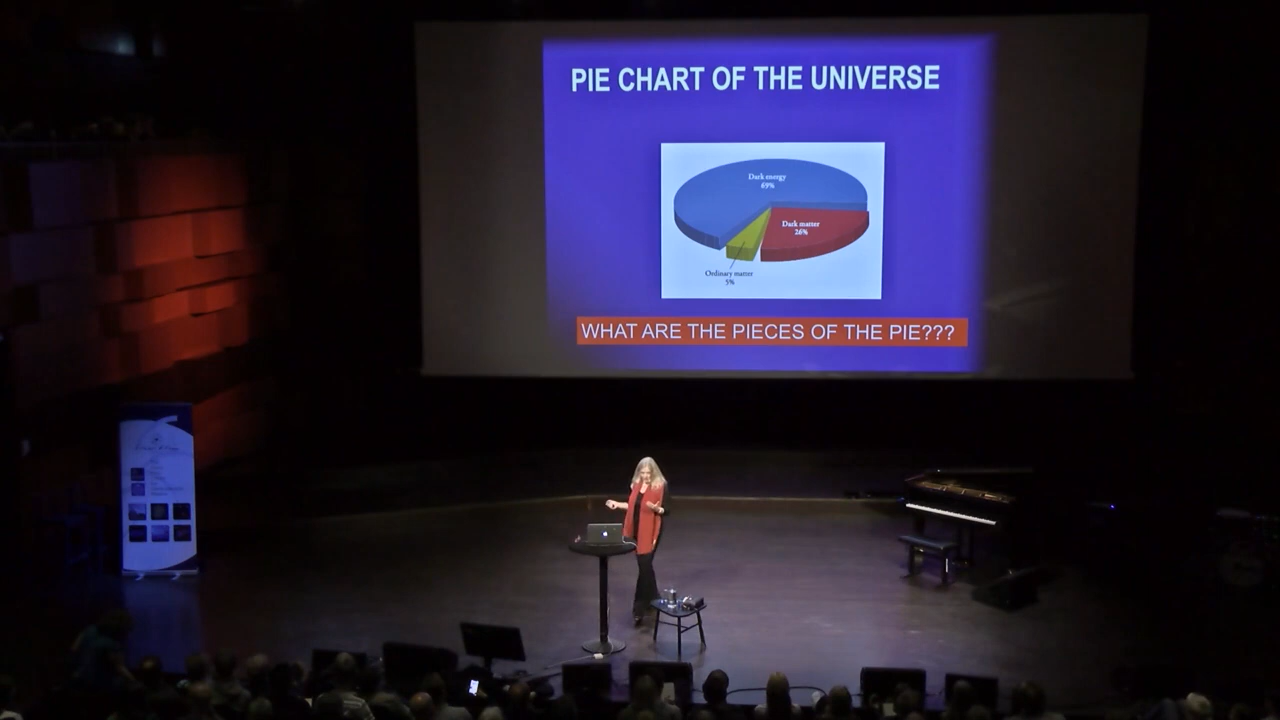 PIE CHART OF THE UNIVERSE
Dark energy
69%
Dark matter
26%
Ordinary matter
5%
WHAT ARE THE PIECES OF THE PIE???